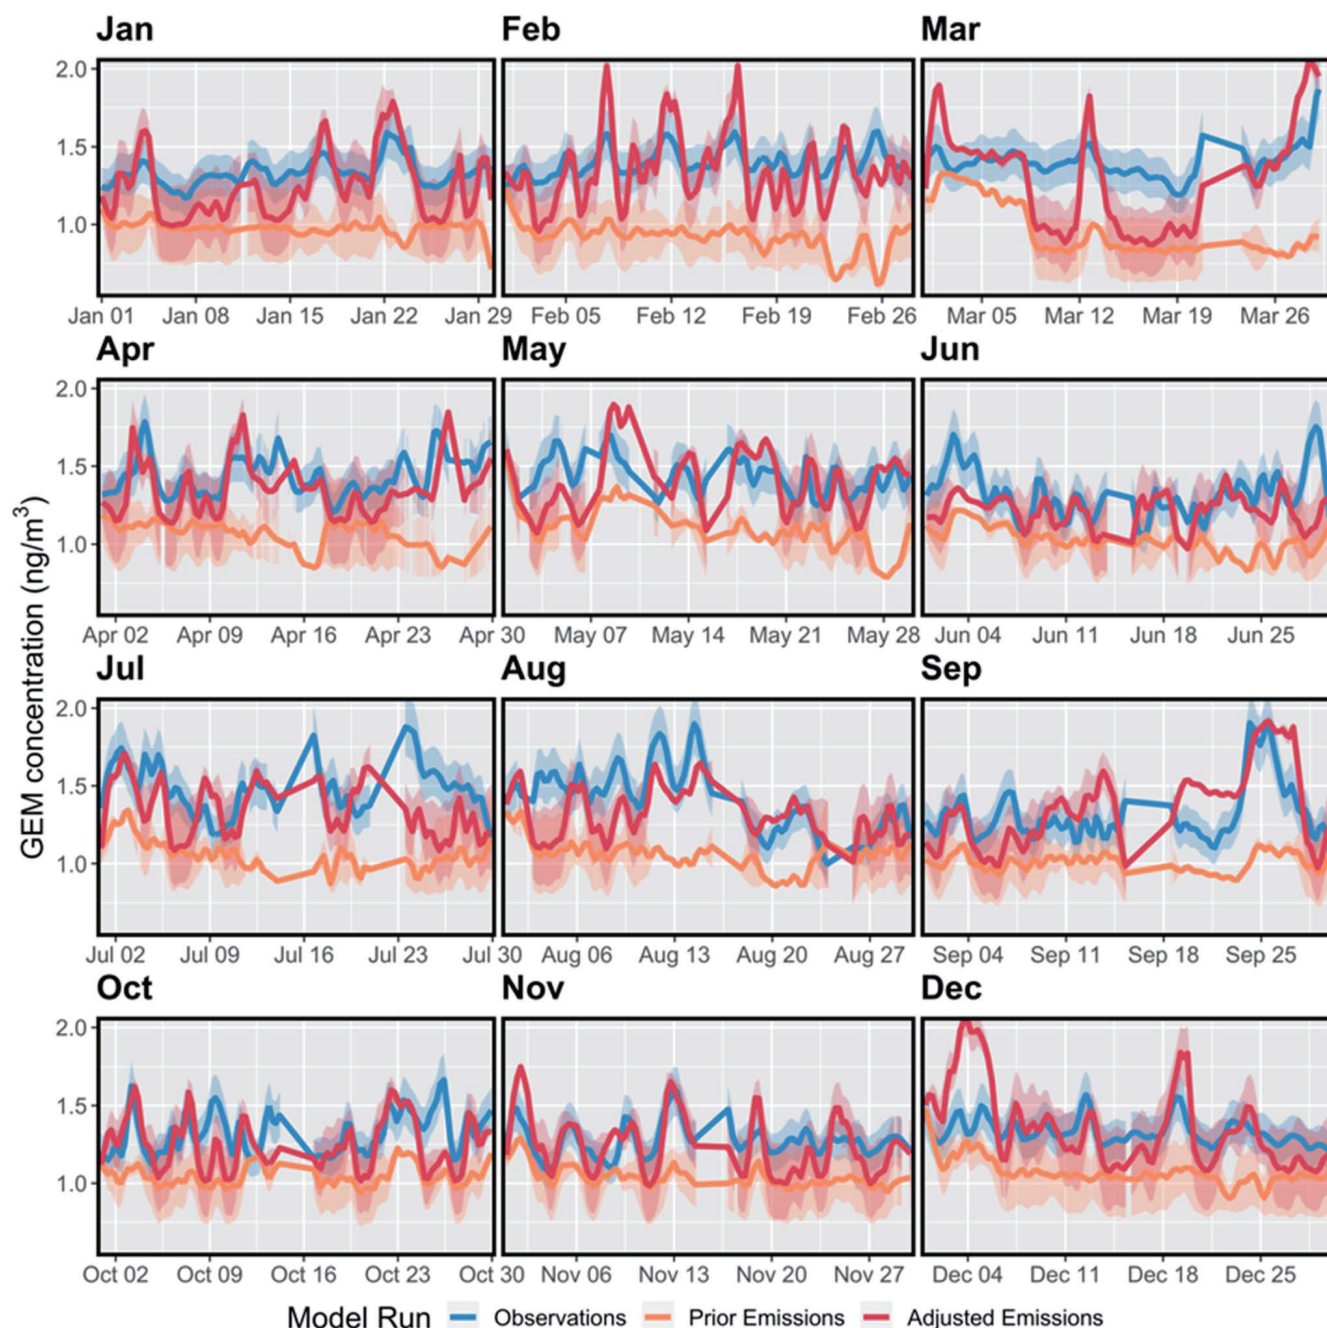 Jan Feb Mar
2.0
1.5
1.0
Jan 01 Jan 08 Jan 15 Jan 22 Jan 29 Feb 05 Feb 12 Feb 19 Feb 26 Mar 05 Mar 12 Mar 19 Mar 26
Apr May Jun
2.0
1.5
1.0
Apr 02 Apr 09 Apr 16 Apr 23 Apr 30 May 07 May 14 May 21 May 28 Jun 04 Jun 11 Jun 18 Jun 25
GEM concentration (ng/m³)
Jul Aug Sep
2.0
1.5
1.0
Jul 02 Jul 09 Jul 16 Jul 23 Jul 30 Aug 06 Aug 13 Aug 20 Aug 27 Sep 04 Sep 11 Sep 18 Sep 25
Oct Nov Dec
2.0
1.5
1.0
Oct 02 Oct 09 Oct 16 Oct 23 Oct 30 Nov 06 Nov 13 Nov 20 Nov 27 Dec 04 Dec 11 Dec 18 Dec 25
Model Run Observations Prior Emissions Adjusted Emissions